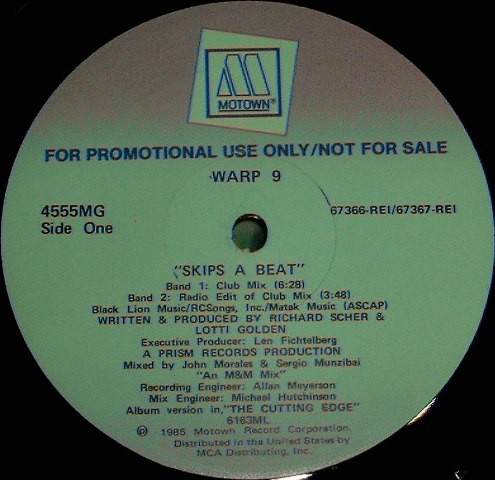 MOTOWN®
FOR PROMOTIONAL USE ONLY/NOT FOR SALE
WARP 9
4555MG
Side One
67366-REI/67367-REI
"SKIPS A BEAT"
Band 1: Club Mix (6:28)
Band 2: Radio Edit of Club Mix (3:48)
Black Lion Music/RCSongs, Inc./Matak Music (ASCAP)
WRITTEN & PRODUCED BY RICHARD SCHER &
LOTTI GOLDEN
Executive Producer: Len Fichtelberg
A PRISM RECORDS PRODUCTION
Mixed by John Morales & Sergio Munzibai
"An M&M Mix"
Recording Engineer: Allan Meyerson
Mix Engineer: Michael Hutchinson
Album version in,"THE CUTTING EDGE"
6163ML
℗ 1985 Motown Record Corporation.
Distributed in the United States by
MCA Distributing, Inc.